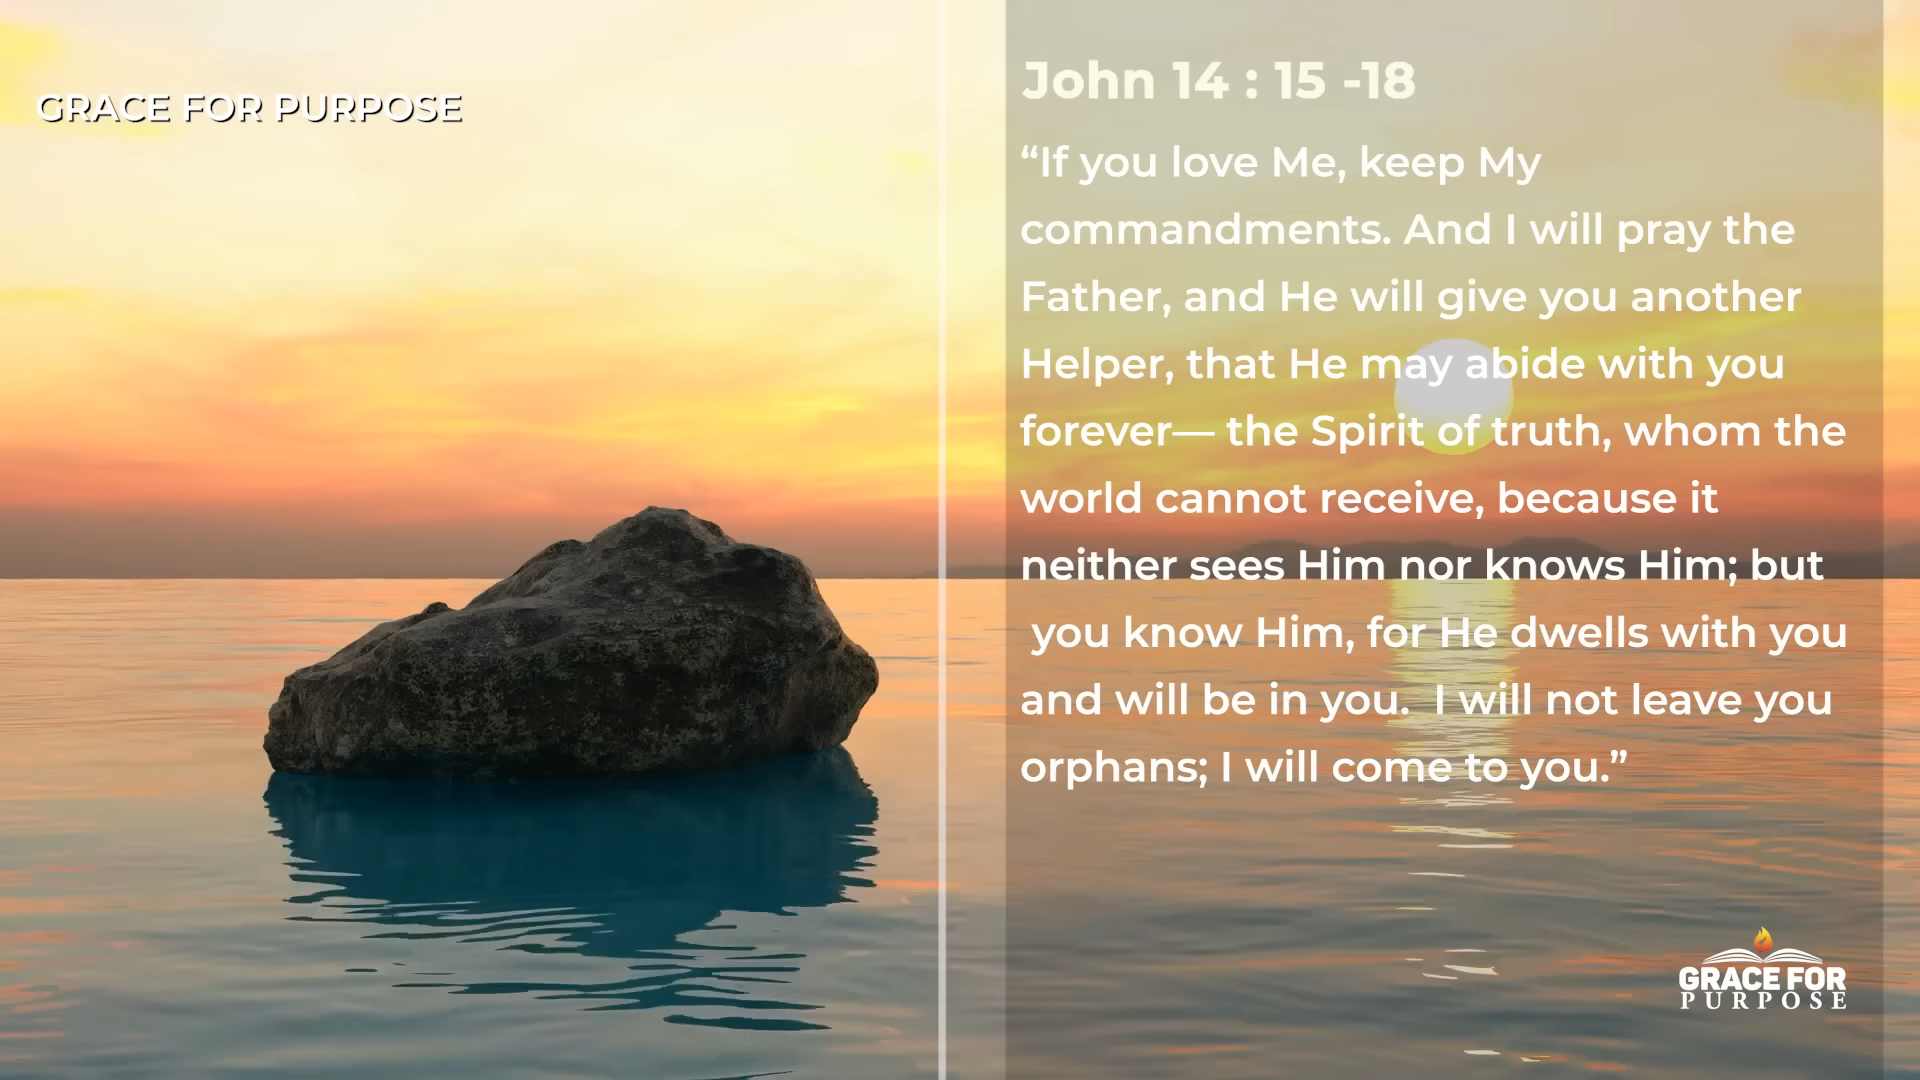 GRACE FOR PURPOSE
John 14 : 15 -18
“If you love Me, keep My
commandments. And I will pray the
Father, and He will give you another
Helper, that He may abide with you
forever— the Spirit of truth, whom the
world cannot receive, because it
neither sees Him nor knows Him; but
you know Him, for He dwells with you
and will be in you.  I will not leave you
orphans; I will come to you.”
GRACE FOR
PURPOSE